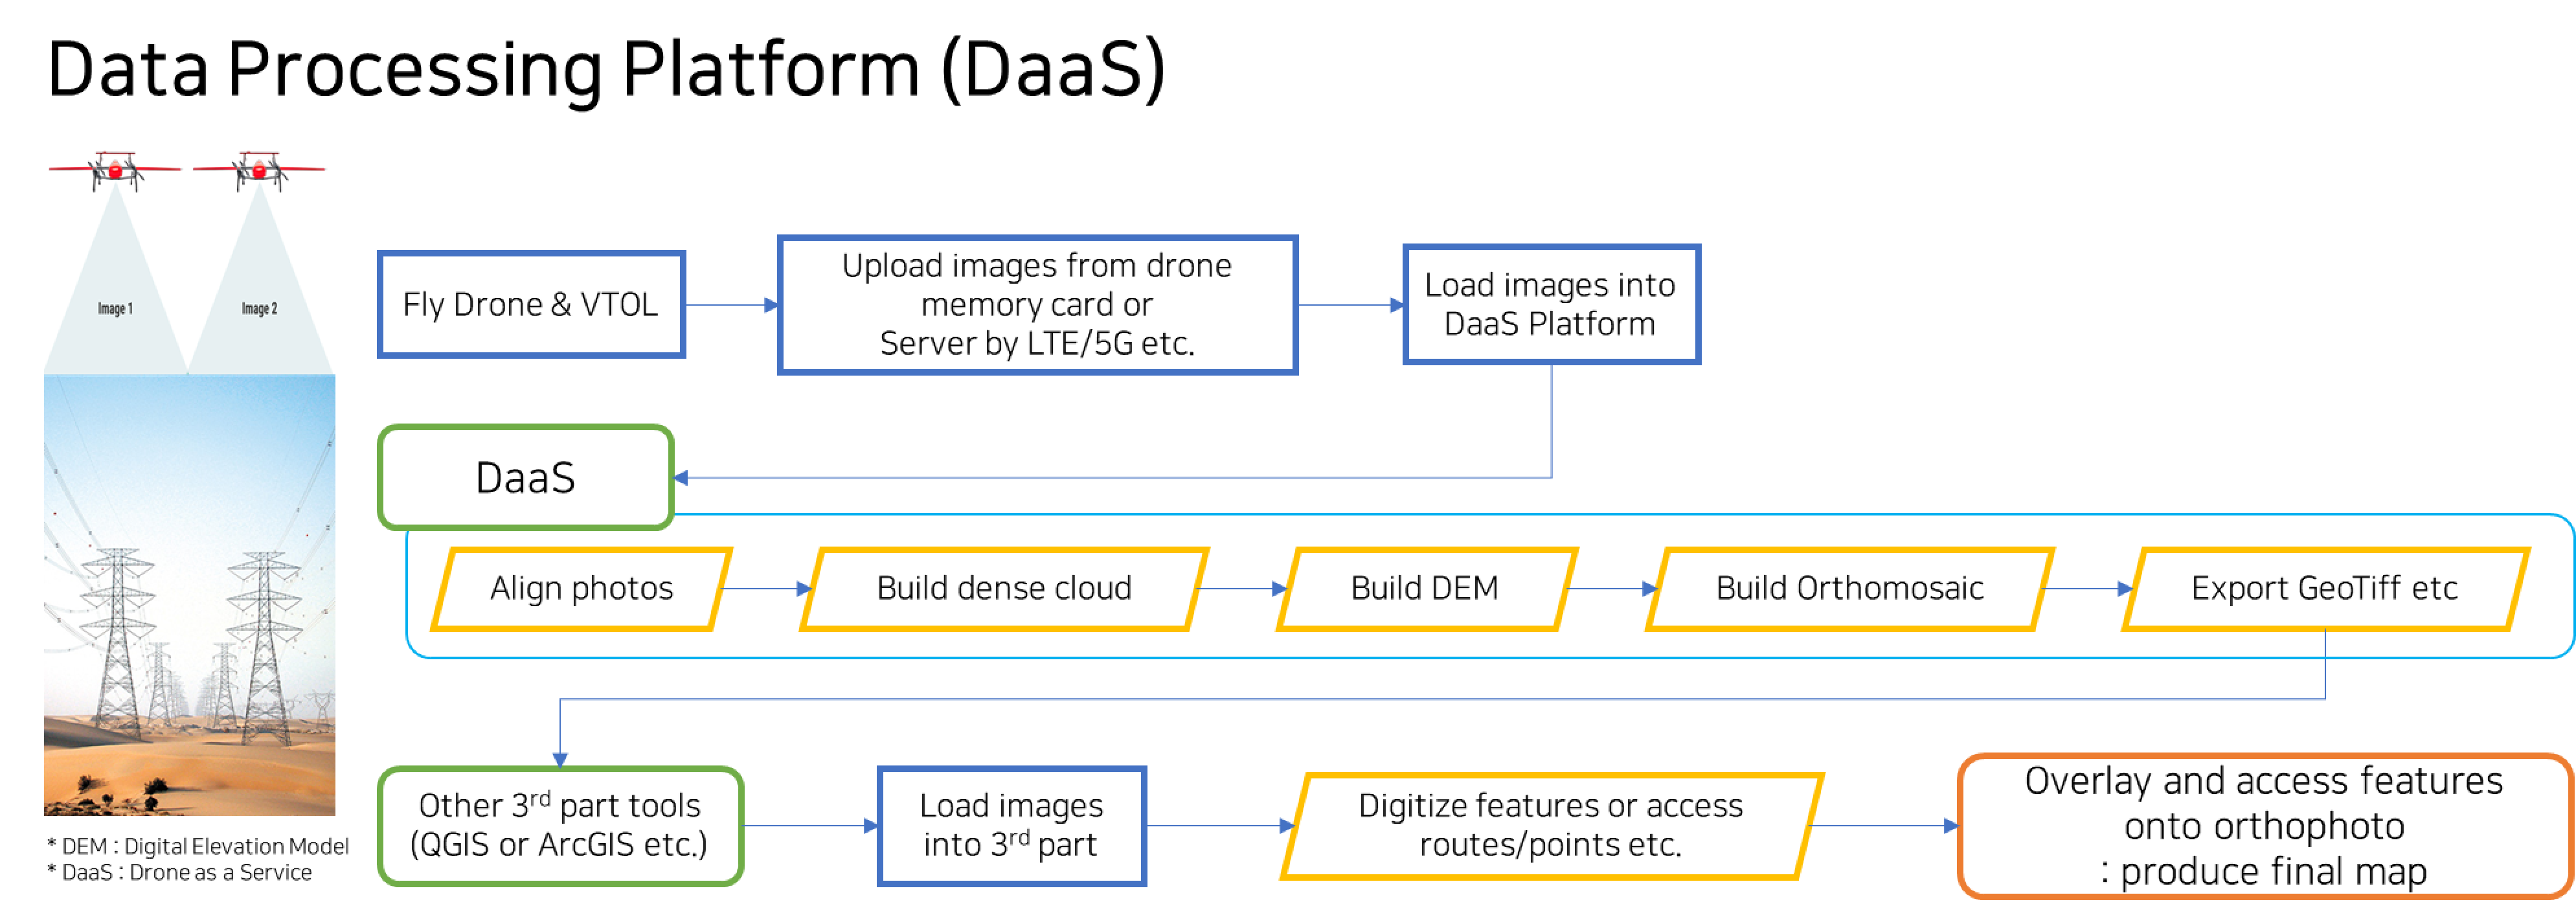 Data Processing Platform (DaaS)
Image 1
Image 2
Fly Drone & VTOL
Upload images from drone
memory card or
Server by LTE/5G etc.
Load images into
DaaS Platform
DaaS
Align photos
Build dense cloud
Build DEM
Build Orthomosaic
Export GeoTiff etc
Other 3rd part tools
(QGIS or ArcGIS etc.)
Load images
into 3rd part
Digitize features or access
routes/points etc.
Overlay and access features
onto orthophoto
: produce final map
* DEM : Digital Elevation Model
* DaaS : Drone as a Service